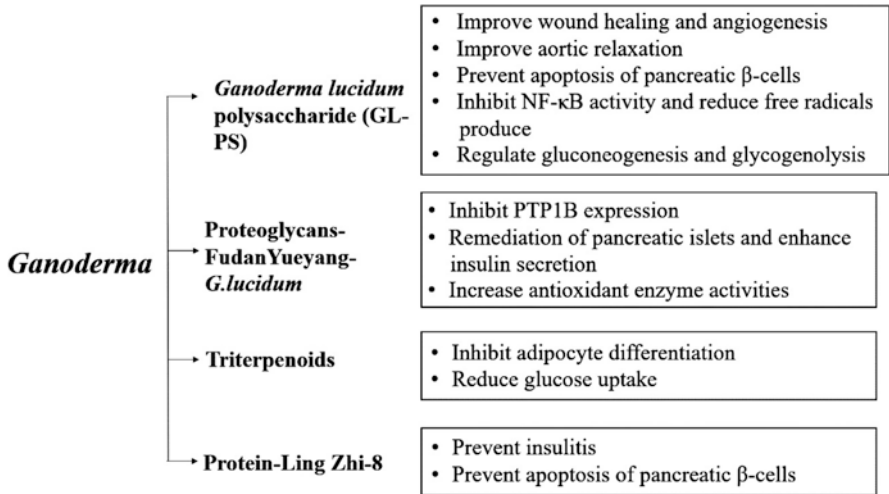 Ganoderma
Ganoderma lucidum
polysaccharide (GL-
PS)
• Improve wound healing and angiogenesis
• Improve aortic relaxation
• Prevent apoptosis of pancreatic β-cells
• Inhibit NF-κB activity and reduce free radicals
produce
• Regulate gluconeogenesis and glycogenolysis
Proteoglycans-
FudanYueyang-
G.lucidum
• Inhibit PTP1B expression
• Remediation of pancreatic islets and enhance
insulin secretion
• Increase antioxidant enzyme activities
Triterpenoids
• Inhibit adipocyte differentiation
• Reduce glucose uptake
Protein-Ling Zhi-8
• Prevent insulitis
• Prevent apoptosis of pancreatic β-cells